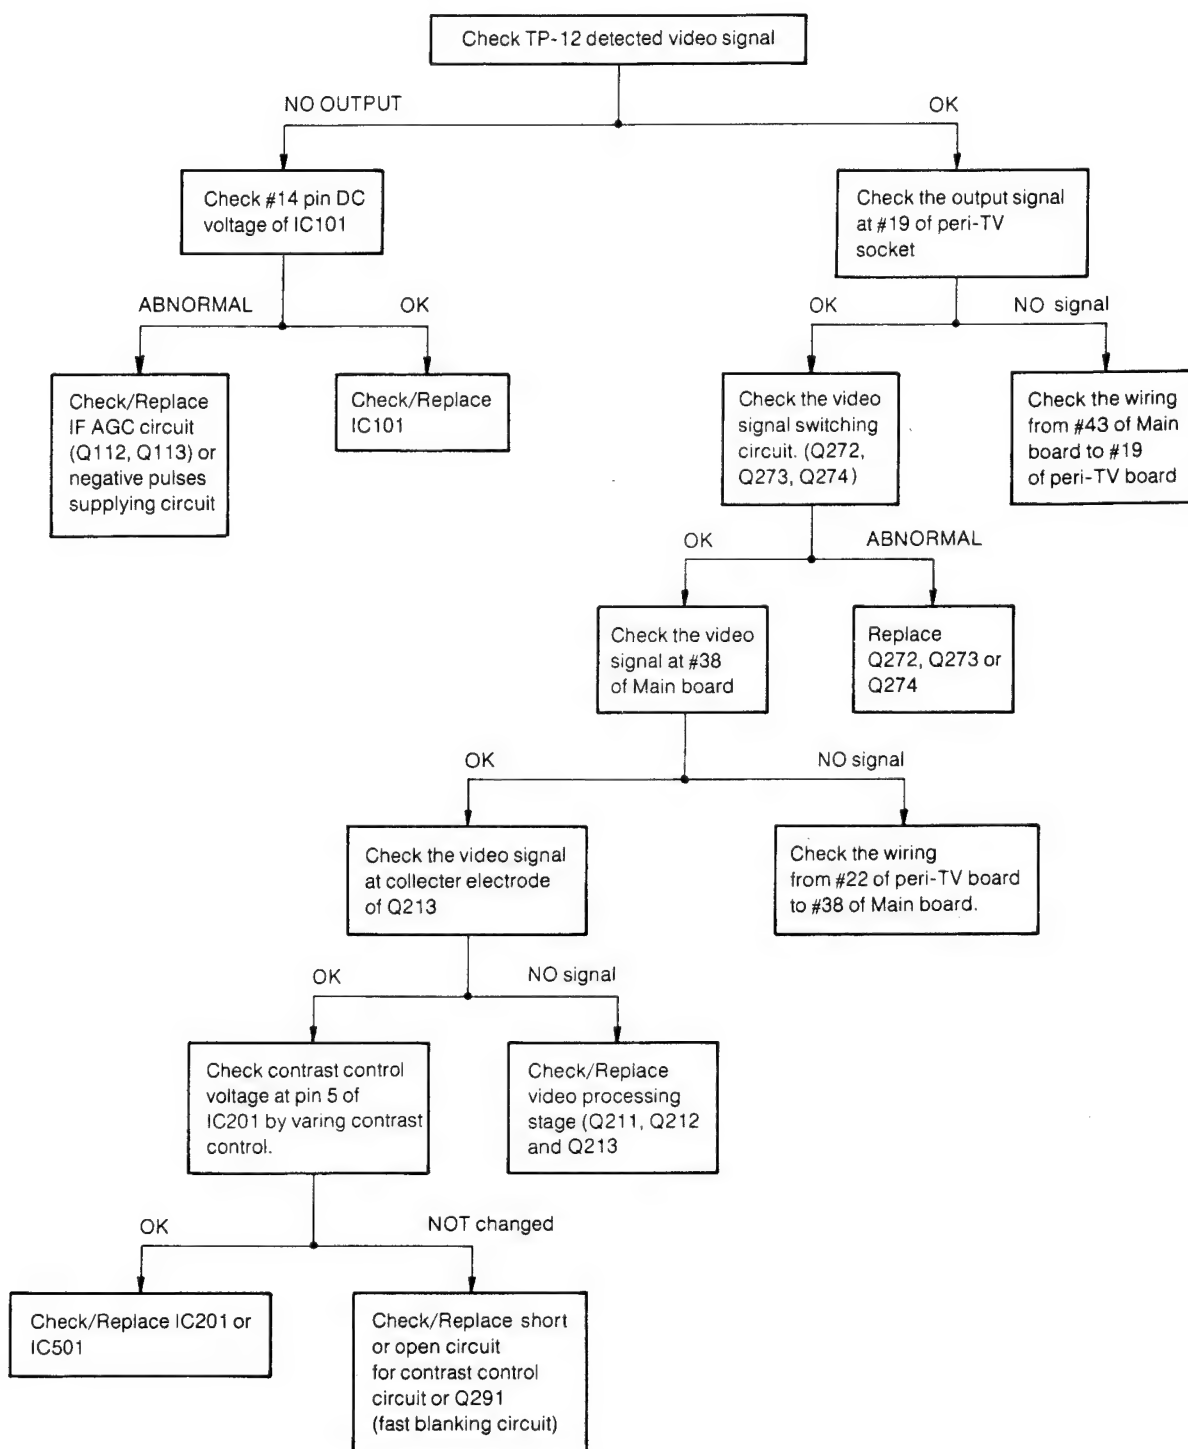 Check TP-12 detected video signal
NO OUTPUT
OK
Check #14 pin DC
voltage of IC101
Check the output signal
at #19 of peri-TV
socket
ABNORMAL
OK
OK
NO signal
Check/Replace
IF AGC circuit
(Q112, Q113) or
negative pulses
supplying circuit
Check/Replace
IC101
Check the video
signal switching
circuit. (Q272,
Q273, Q274)
Check the wiring
from #43 of Main
board to #19
of peri-TV board
OK
ABNORMAL
Check the video
signal at #38
of Main board
Replace
Q272, Q273 or
Q274
OK
NO signal
Check the video signal
at collecter electrode
of Q213
Check the wiring
from #22 of peri-TV board
to #38 of Main board.
OK
NO signal
Check contrast control
voltage at pin 5 of
IC201 by varing contrast
control.
Check/Replace
video processing
stage (Q211, Q212
and Q213
OK
NOT changed
Check/Replace IC201 or
IC501
Check/Replace short
or open circuit
for contrast control
circuit or Q291
(fast blanking circuit)